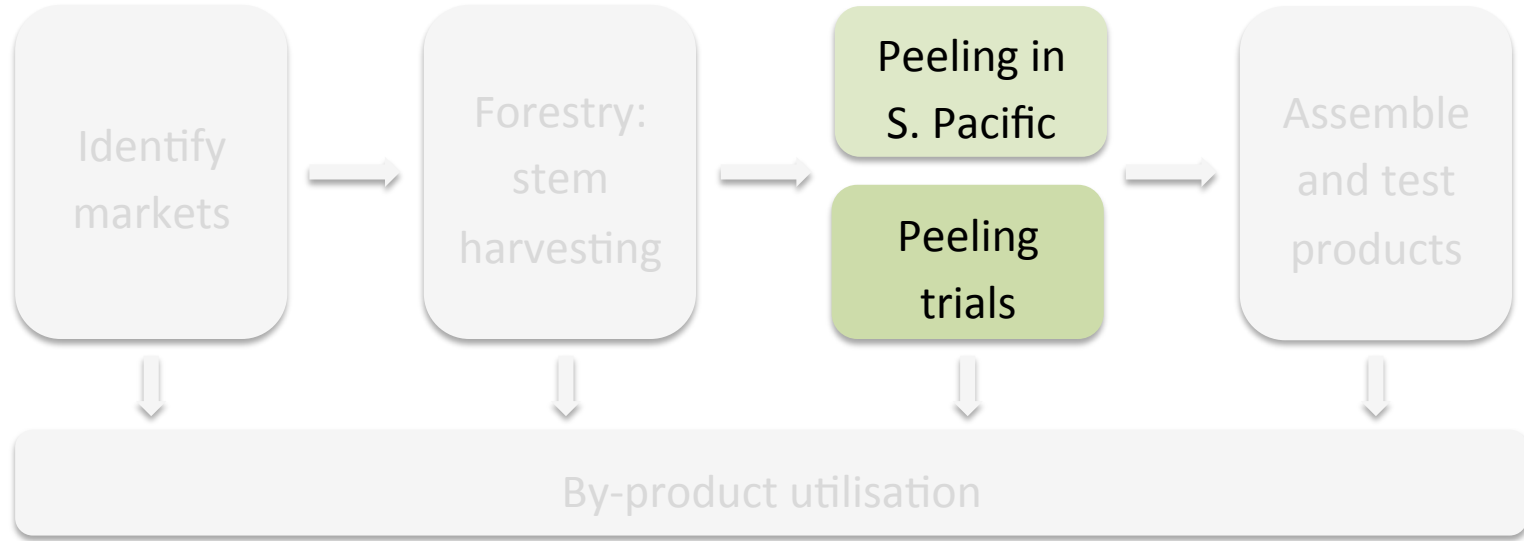 Identify
markets
Forestry:
stem
harvesting
Peeling in
S. Pacific
Peeling
trials
Assemble
and test
products
By-product utilisation